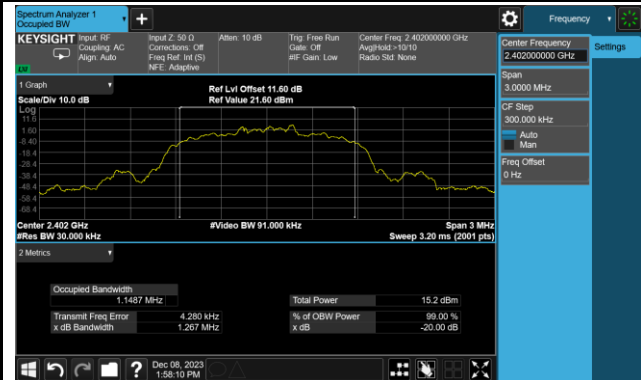 Spectrum Analyzer 1
Occupied BW
Frequency
KEYSIGHT
Input: RF
Coupling: AC
Align: Auto
Input Z: 50 Ω
Corrections: Off
Freq Ref: Int (S)
NFE: Adaptive
Atten: 10 dB
Trig: Free Run
Gate: Off
#IF Gain: Low
Center Freq: 2.402000000 GHz
Avg|Hold:>10/10
Radio Std: None
Center Frequency
2.402000000 GHz
Settings
Span
3.0000 MHz
CF Step
300.000 kHz
Auto
Man
Freq Offset
0 Hz
1 Graph
Scale/Div 10.0 dB
Ref Lvl Offset 11.60 dB
Ref Value 21.60 dBm
Log
11.6
1.60
-8.40
-18.4
-28.4
-38.4
-48.4
-58.4
-68.4
Center 2.402 GHz
#Res BW 30.000 kHz
#Video BW 91.000 kHz
Span 3 MHz
Sweep 3.20 ms (2001 pts)
2 Metrics
Occupied Bandwidth
1.1487 MHz
Total Power 15.2 dBm
Transmit Freq Error 4.280 kHz
% of OBW Power 99.00 %
x dB Bandwidth 1.267 MHz
x dB -20.00 dB
?
Dec 08, 2023
1:58:10 PM